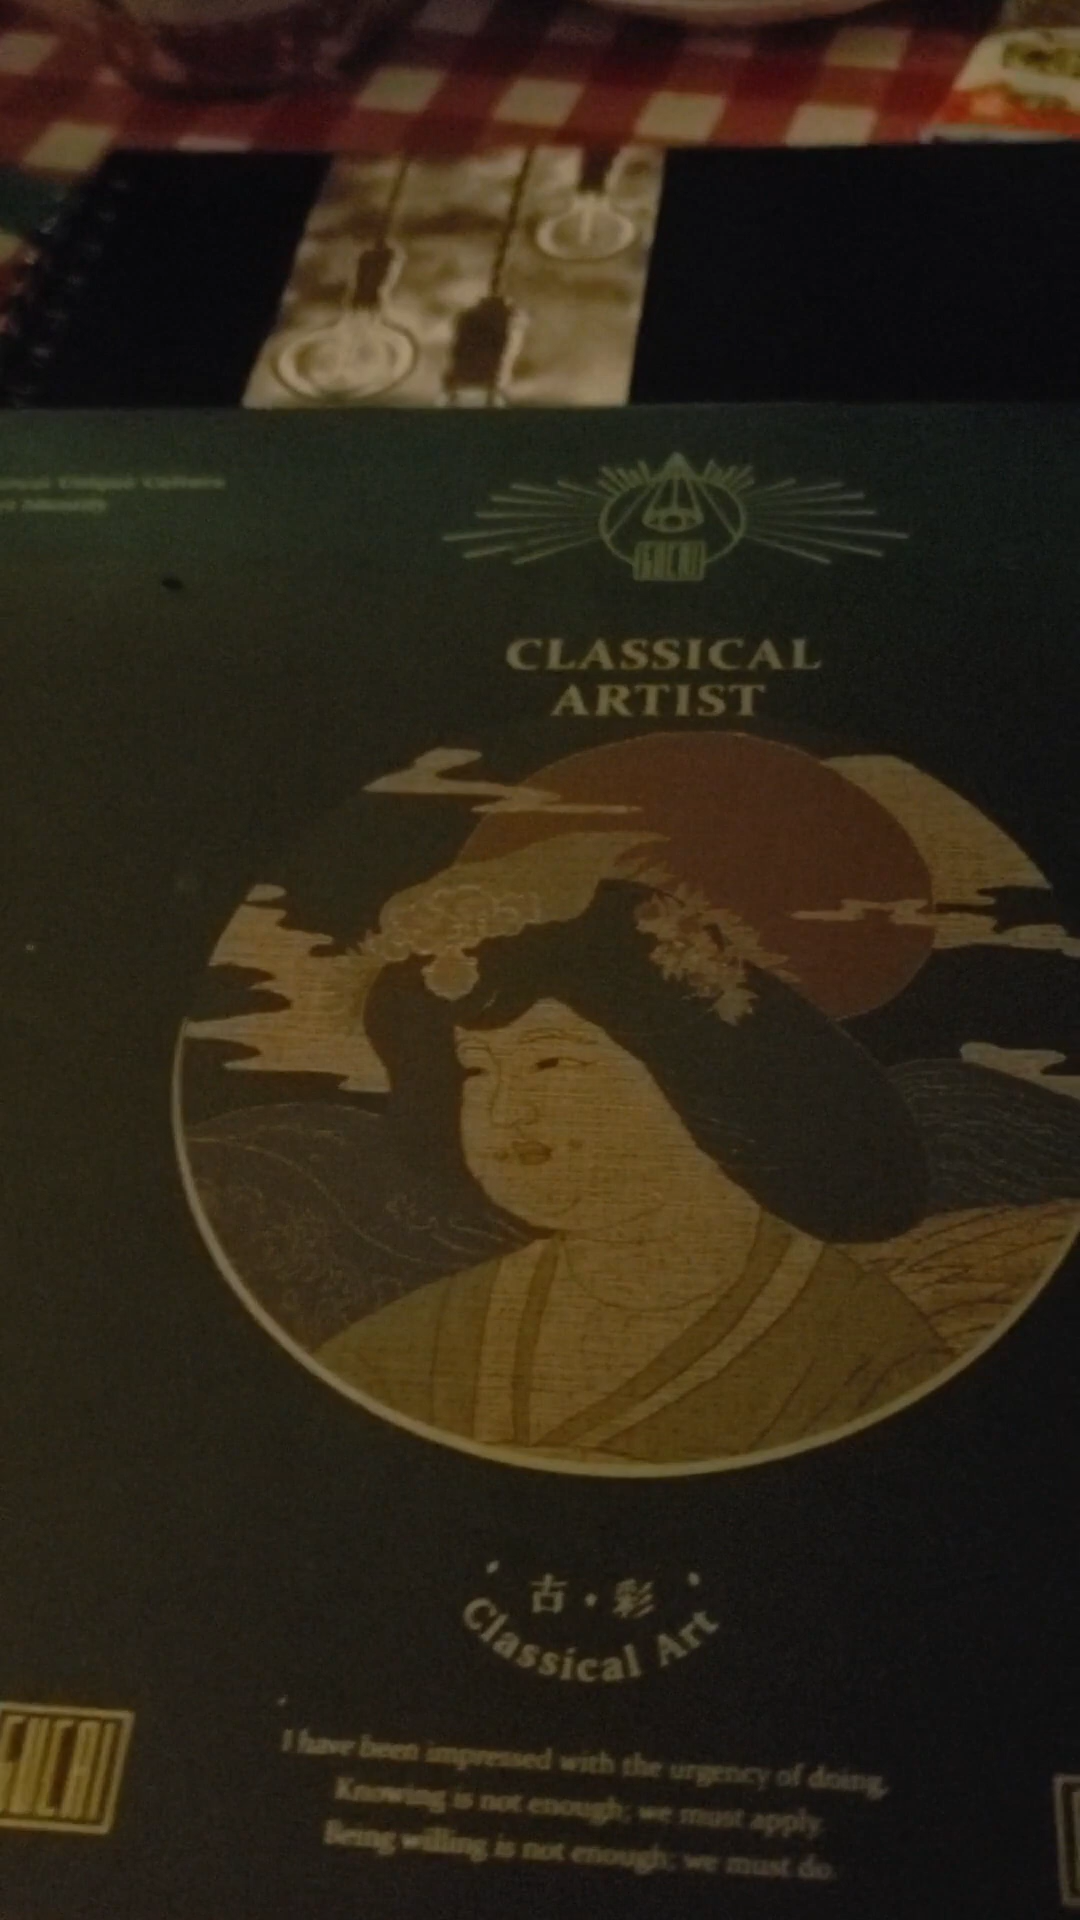 CLASSICAL
ARTIST
古・彩
Classical Art
GUCAI
I have been impressed with the urgency of doing,
Knowing is not enough; we must apply.
Being willing is not enough; we must do.